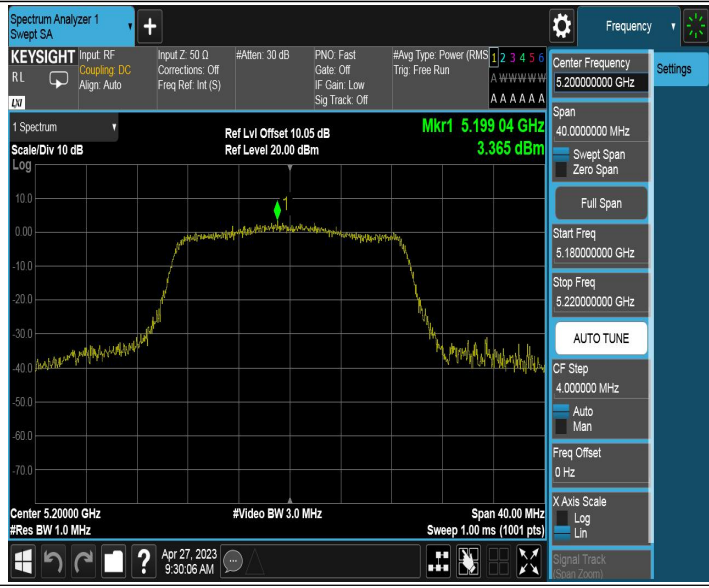 Spectrum Analyzer 1
Swept SA
Frequency
KEYSIGHT
RL
LXI
Input: RF
Coupling: DC
Align: Auto
Input Z: 50 Ω
Corrections: Off
Freq Ref: Int (S)
#Atten: 30 dB
PNO: Fast
Gate: Off
IF Gain: Low
Sig Track: Off
#Avg Type: Power (RMS
Trig: Free Run
1 2 3 4 5 6
A W W W W W
A A A A A A
1 Spectrum
Scale/Div 10 dB
Ref Lvl Offset 10.05 dB
Ref Level 20.00 dBm
Mkr1 5.199 04 GHz
3.365 dBm
Log
10.0
0.00
-10.0
-20.0
-30.0
-40.0
-50.0
-60.0
-70.0
1
Center 5.20000 GHz
#Res BW 1.0 MHz
#Video BW 3.0 MHz
Span 40.00 MHz
Sweep 1.00 ms (1001 pts)
Apr 27, 2023
9:30:06 AM
Center Frequency
5.200000000 GHz
Span
40.0000000 MHz
Swept Span
Zero Span
Full Span
Start Freq
5.180000000 GHz
Stop Freq
5.220000000 GHz
AUTO TUNE
CF Step
4.000000 MHz
Auto
Man
Freq Offset
0 Hz
X Axis Scale
Log
Lin
Signal Track
(Span Zoom)
Settings